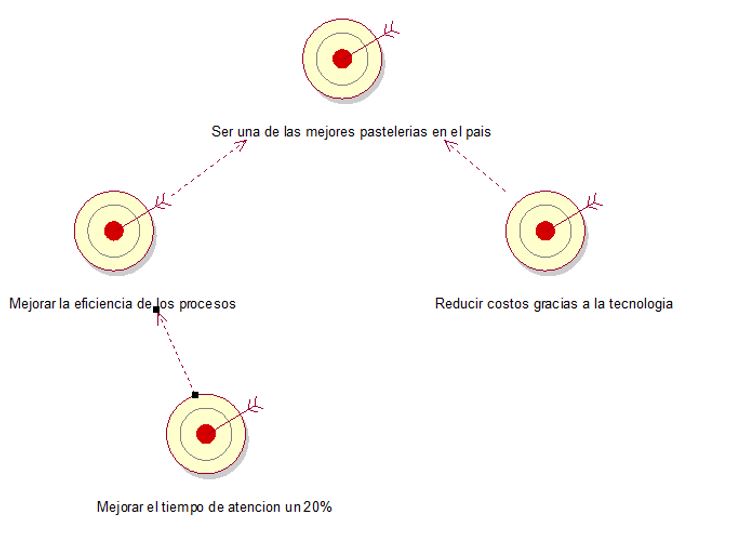 Ser una de las mejores pastelerias en el pais
Mejorar la eficiencia de los procesos
Reducir costos gracias a la tecnologia
Mejorar el tiempo de atencion un 20%